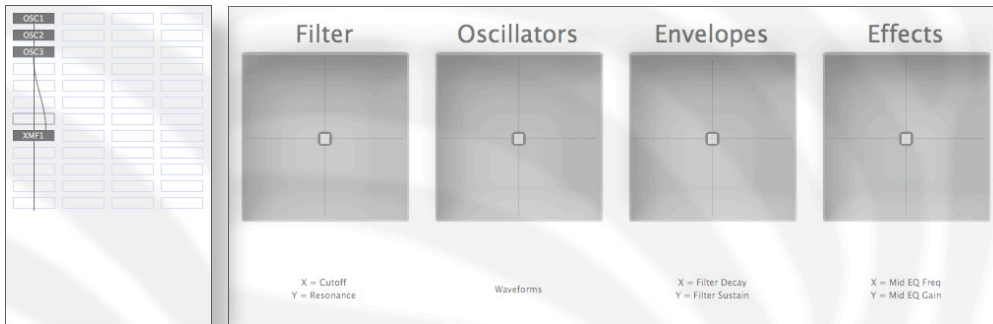 OSC1
OSC2
OSC3
XMF1
Filter
Oscillators
Envelopes
Effects
X = Cutoff
Y = Resonance
Waveforms
X = Filter Decay
Y = Filter Sustain
X = Mid EQ Freq
Y = Mid EQ Gain